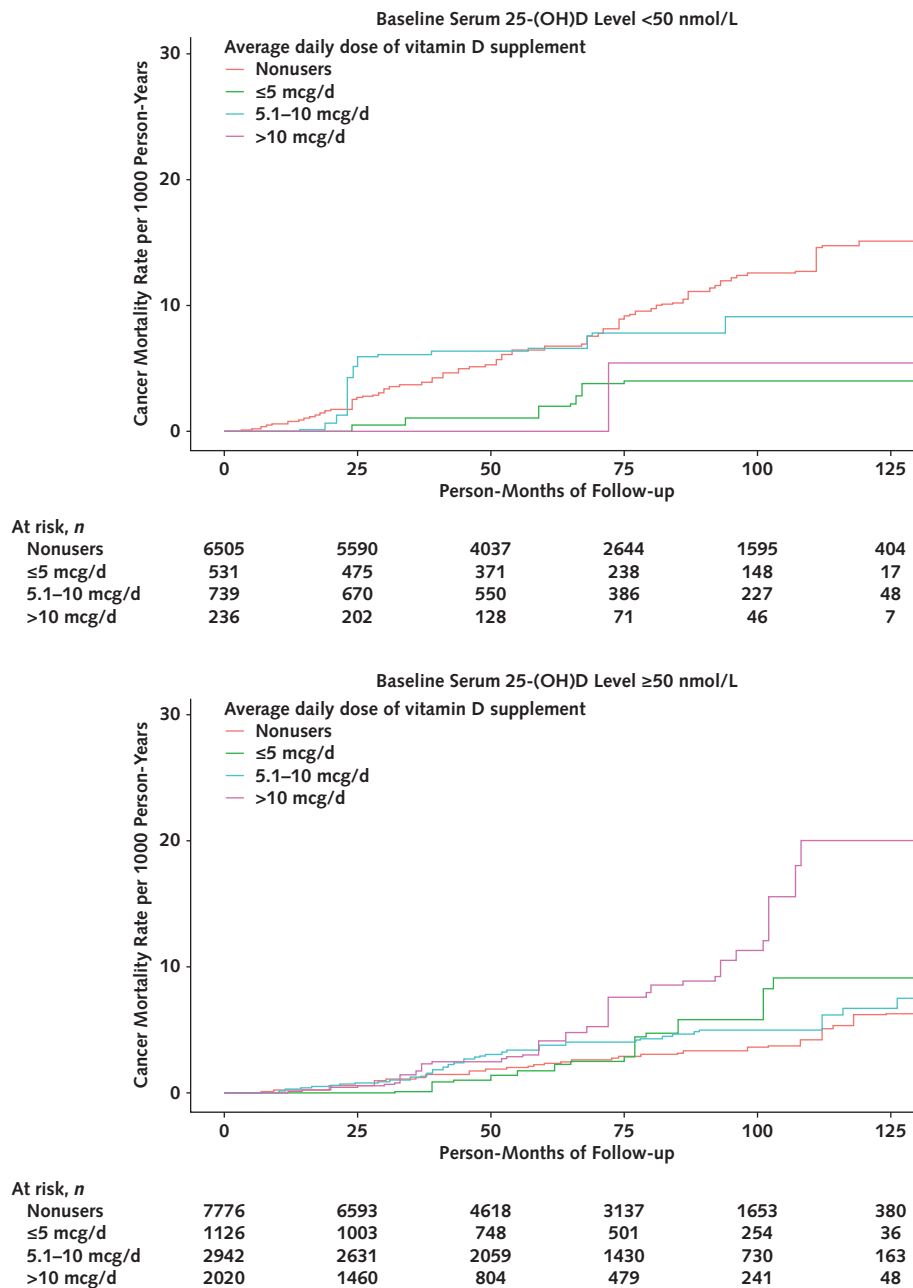 Baseline Serum 25-(OH)D Level <50 nmol/L
Average daily dose of vitamin D supplement
Nonusers
≤5 mcg/d
5.1–10 mcg/d
>10 mcg/d
Cancer Mortality Rate per 1000 Person-Years
30
20
10
0
0 25 50 75 100 125
Person-Months of Follow-up
At risk, n
Nonusers 6505 5590 4037 2644 1595 404
≤5 mcg/d 531 475 371 238 148 17
5.1–10 mcg/d 739 670 550 386 227 48
>10 mcg/d 236 202 128 71 46 7
Baseline Serum 25-(OH)D Level ≥50 nmol/L
Average daily dose of vitamin D supplement
Nonusers
≤5 mcg/d
5.1–10 mcg/d
>10 mcg/d
Cancer Mortality Rate per 1000 Person-Years
30
20
10
0
0 25 50 75 100 125
Person-Months of Follow-up
At risk, n
Nonusers 7776 6593 4618 3137 1653 380
≤5 mcg/d 1126 1003 748 501 254 36
5.1–10 mcg/d 2942 2631 2059 1430 730 163
>10 mcg/d 2020 1460 804 479 241 48